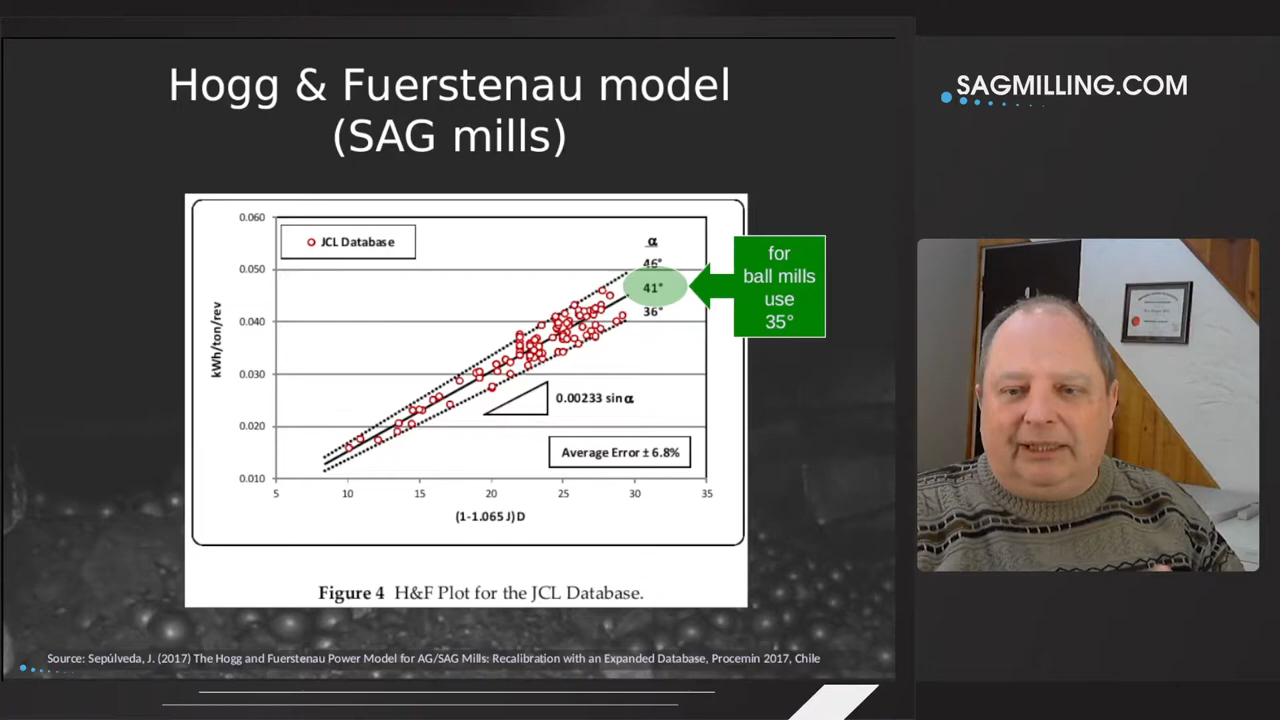 Hogg & Fuerstenau model
(SAG mills)
SAGMILLING.COM
0.060
0.050
0.040
0.030
0.020
0.010
kWh/ton/rev
JCL Database
α
46°
41°
36°
for
ball mills
use
35°
0.00233 sin α
Average Error ± 6.8%
5 10 15 20 25 30 35
(1-1.065 J) D
Figure 4 H&F Plot for the JCL Database.
Source: Sepúlveda, J. (2017) The Hogg and Fuerstenau Power Model for AG/SAG Mills: Recalibration with an Expanded Database, Procemin 2017, Chile